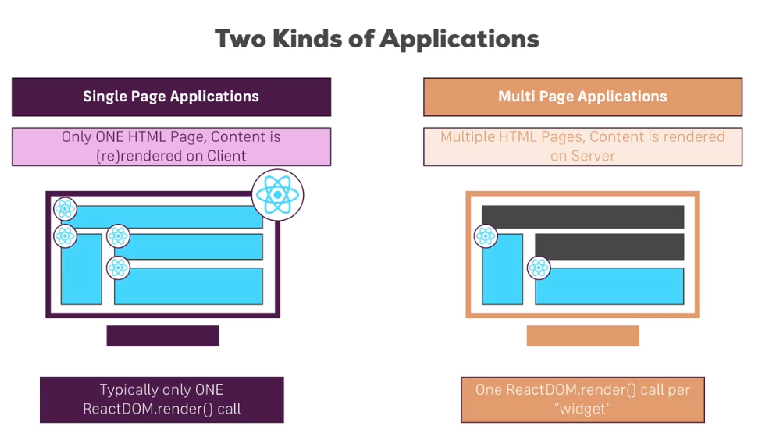 Two Kinds of Applications
Single Page Applications
Only ONE HTML Page, Content is
(re)rendered on Client
Typically only ONE
ReactDOM.render() call
Multi Page Applications
Multiple HTML Pages, Content is rendered
on Server
One ReactDOM.render() call per
"widget"